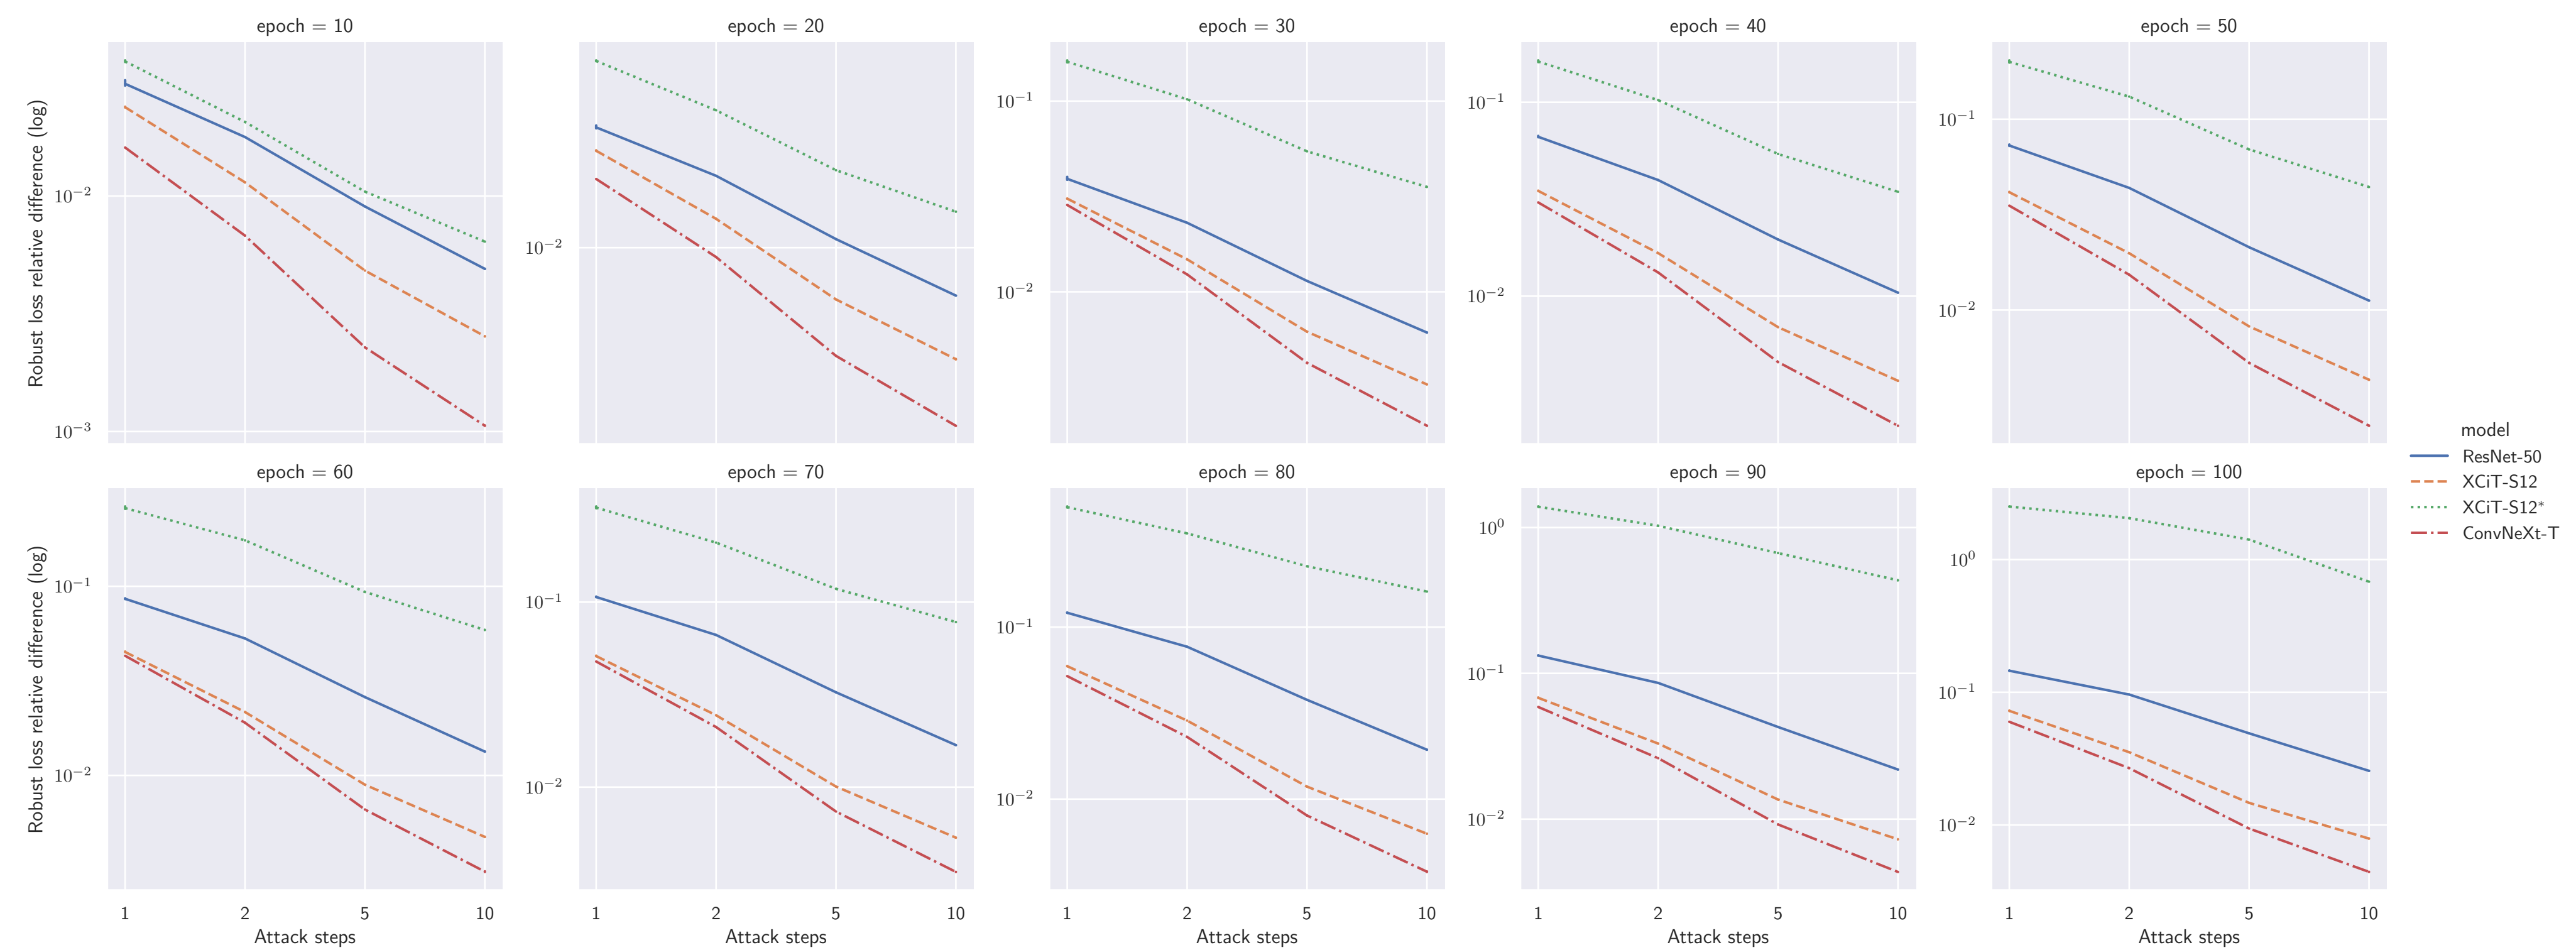 epoch = 10
epoch = 20
epoch = 30
epoch = 40
epoch = 50
Robust loss relative difference (log)
10⁻²
10⁻³
10⁻²
10⁻¹
10⁻²
10⁻¹
10⁻²
10⁻¹
10⁻²
epoch = 60
epoch = 70
epoch = 80
epoch = 90
epoch = 100
Robust loss relative difference (log)
10⁻¹
10⁻²
10⁻¹
10⁻²
10⁻¹
10⁻²
10⁰
10⁻¹
10⁻²
10⁰
10⁻¹
10⁻²
1 2 5 10
1 2 5 10
1 2 5 10
1 2 5 10
1 2 5 10
Attack steps
Attack steps
Attack steps
Attack steps
Attack steps
model
ResNet-50
XCiT-S12
XCiT-S12*
ConvNeXt-T